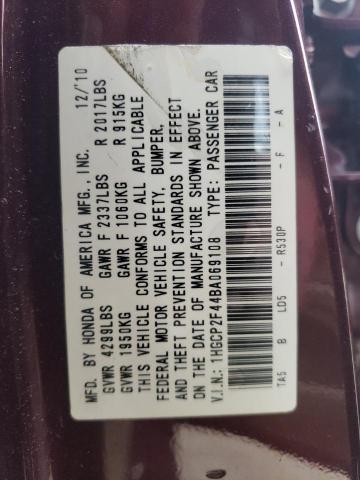 MFD. BY HONDA OF AMERICA MFG., INC. 12/10
GVWR 4299LBS GAWR F 2337LBS R 2017LBS
GVWR 1950KG GAWR F 1060KG R 915KG
THIS VEHICLE CONFORMS TO ALL APPLICABLE
FEDERAL MOTOR VEHICLE SAFETY, BUMPER,
AND THEFT PREVENTION STANDARDS IN EFFECT
ON THE DATE OF MANUFACTURE SHOWN ABOVE.
V.I.N.: 1HGCP2F44BA069108 TYPE: PASSENGER CAR
TA5 B LD5 - R530P - F - A